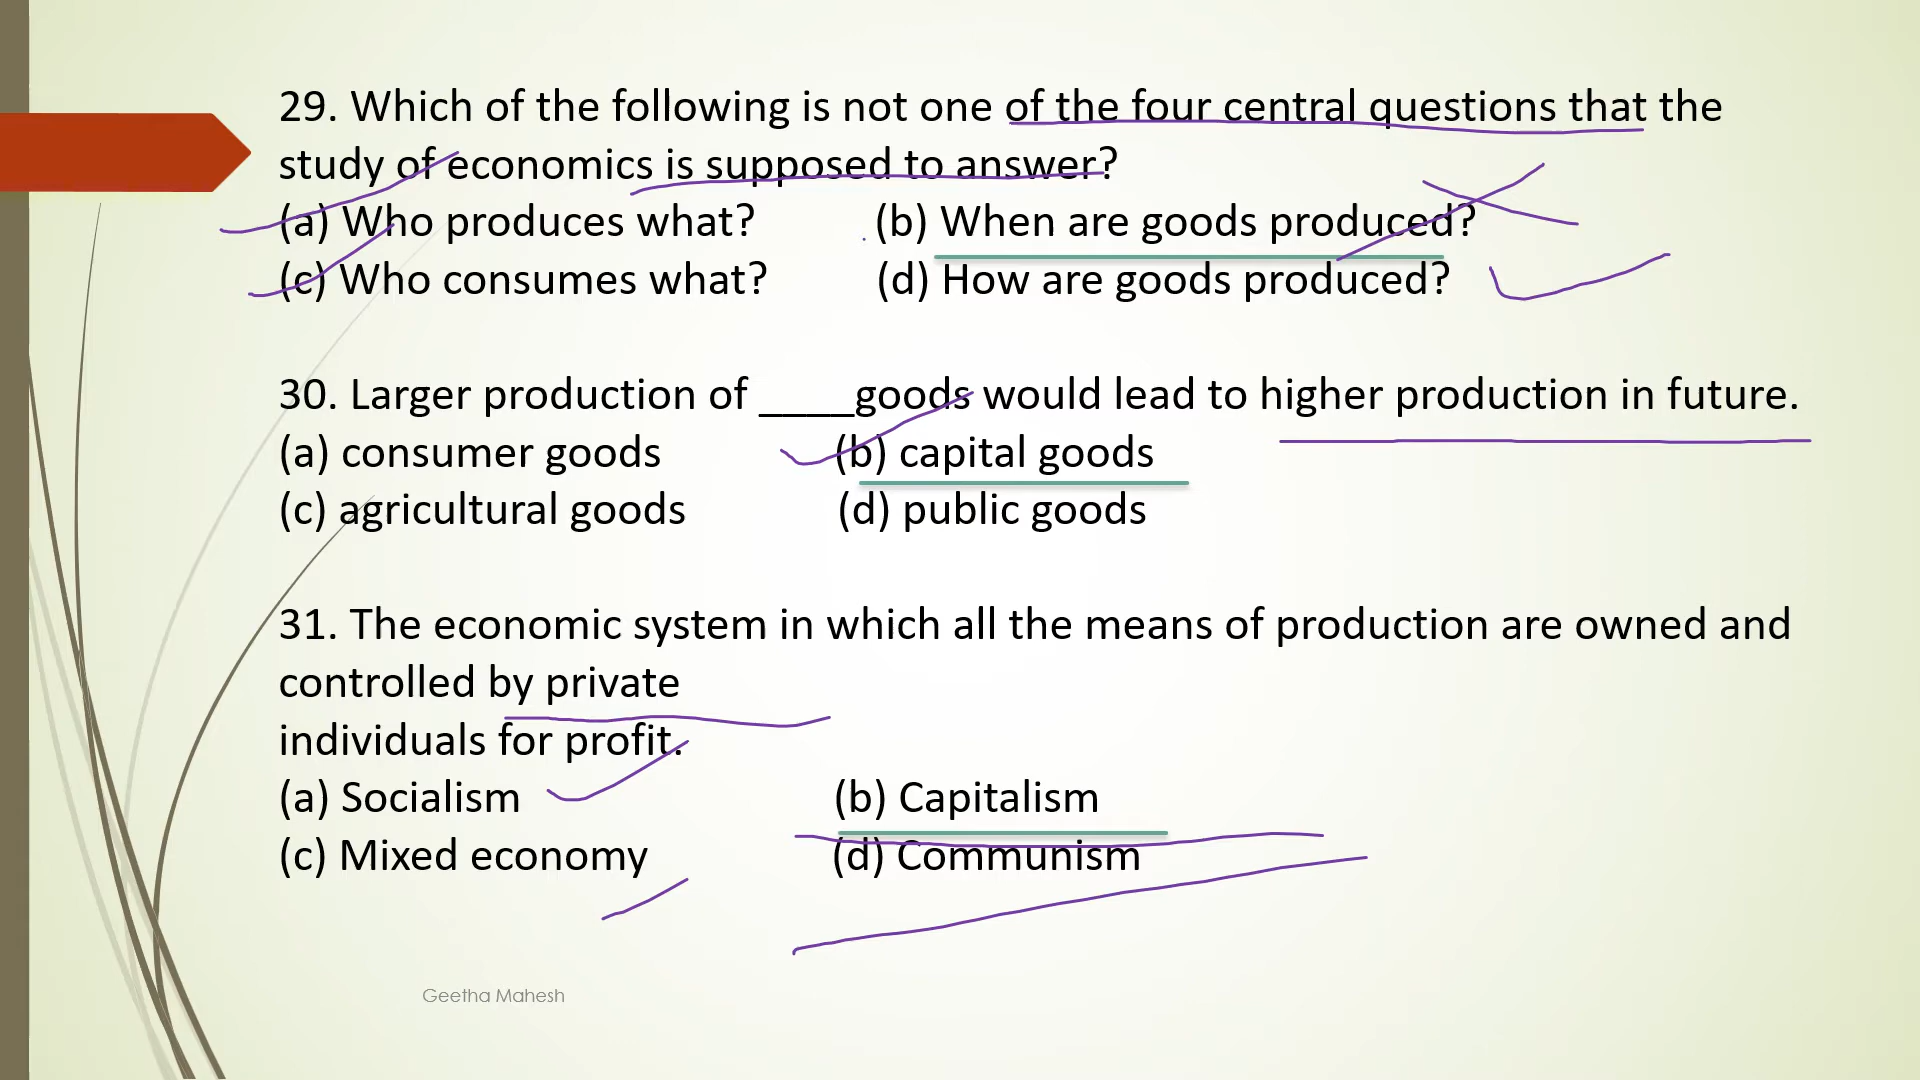 29. Which of the following is not one of the four central questions that the
study of economics is supposed to answer?
(a) Who produces what? (b) When are goods produced?
(c) Who consumes what? (d) How are goods produced?
30. Larger production of ____goods would lead to higher production in future.
(a) consumer goods (b) capital goods
(c) agricultural goods (d) public goods
31. The economic system in which all the means of production are owned and
controlled by private
individuals for profit.
(a) Socialism (b) Capitalism
(c) Mixed economy (d) Communism
Geetha Mahesh